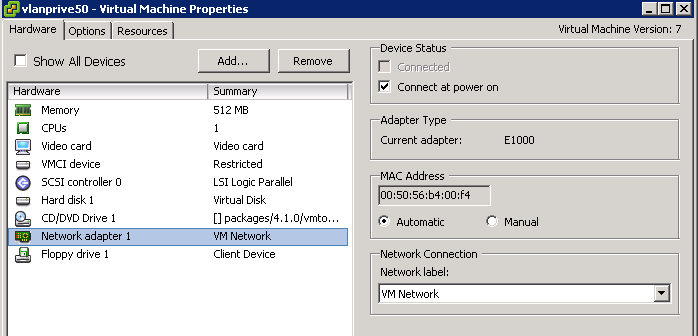 vlanprive50 - Virtual Machine Properties
Hardware Options Resources
Virtual Machine Version: 7
Show All Devices
Add...
Remove
Hardware Summary
Memory 512 MB
CPUs 1
Video card Video card
VMCI device Restricted
SCSI controller 0 LSI Logic Parallel
Hard disk 1 Virtual Disk
CD/DVD Drive 1 [] packages/4.1.0/vmto...
Network adapter 1 VM Network
Floppy drive 1 Client Device
Device Status
Connected
Connect at power on
Adapter Type
Current adapter: E1000
MAC Address
00:50:56:b4:00:f4
Automatic Manual
Network Connection
Network label:
VM Network